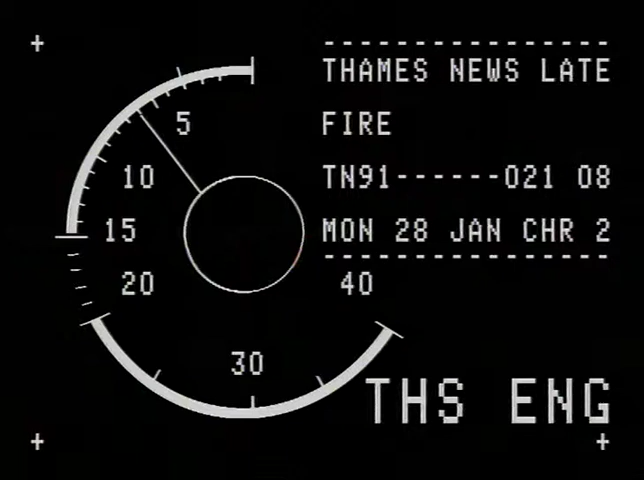 THAMES NEWS LATE
FIRE
TN91------021 08
MON 28 JAN CHR 2
5
10
15
20
30
40
THS ENG